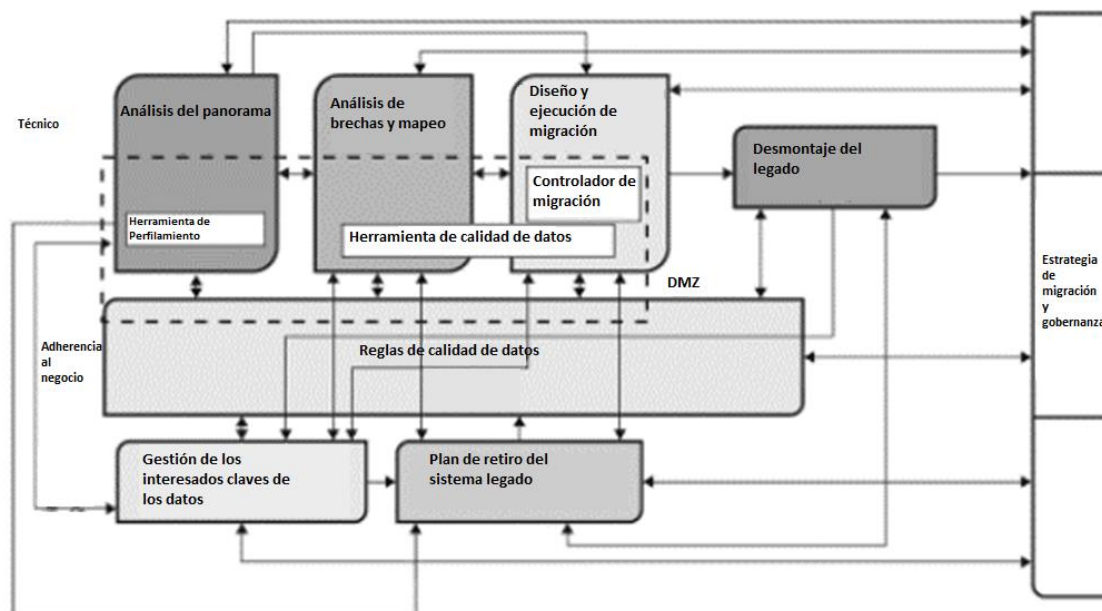 Técnico
Análisis del panorama
Análisis de
brechas y mapeo
Diseño y
ejecución de
migración
Desmontaje del
legado
Controlador de
migración
Herramienta de
Perfilamiento
Herramienta de calidad de datos
DMZ
Estrategia
de
migración
y
gobernanza
Adherencia
al
negocio
Reglas de calidad de datos
Gestión de los
interesados claves de
los datos
Plan de retiro del
sistema legado